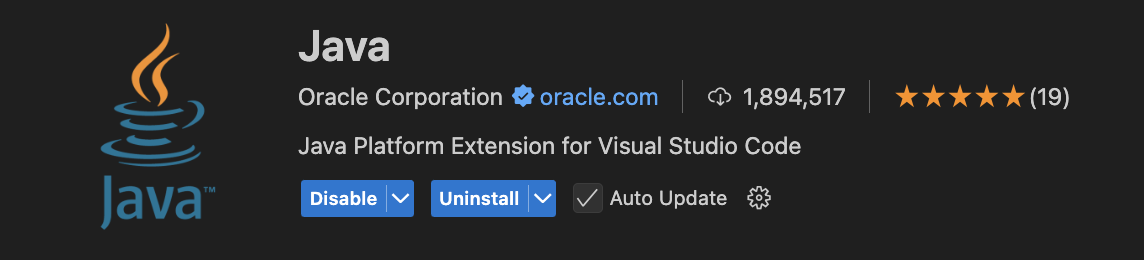 Java
Oracle Corporation oracle.com 1,894,517 ★★★★★(19)
Java Platform Extension for Visual Studio Code
Disable Uninstall Auto Update
Java™